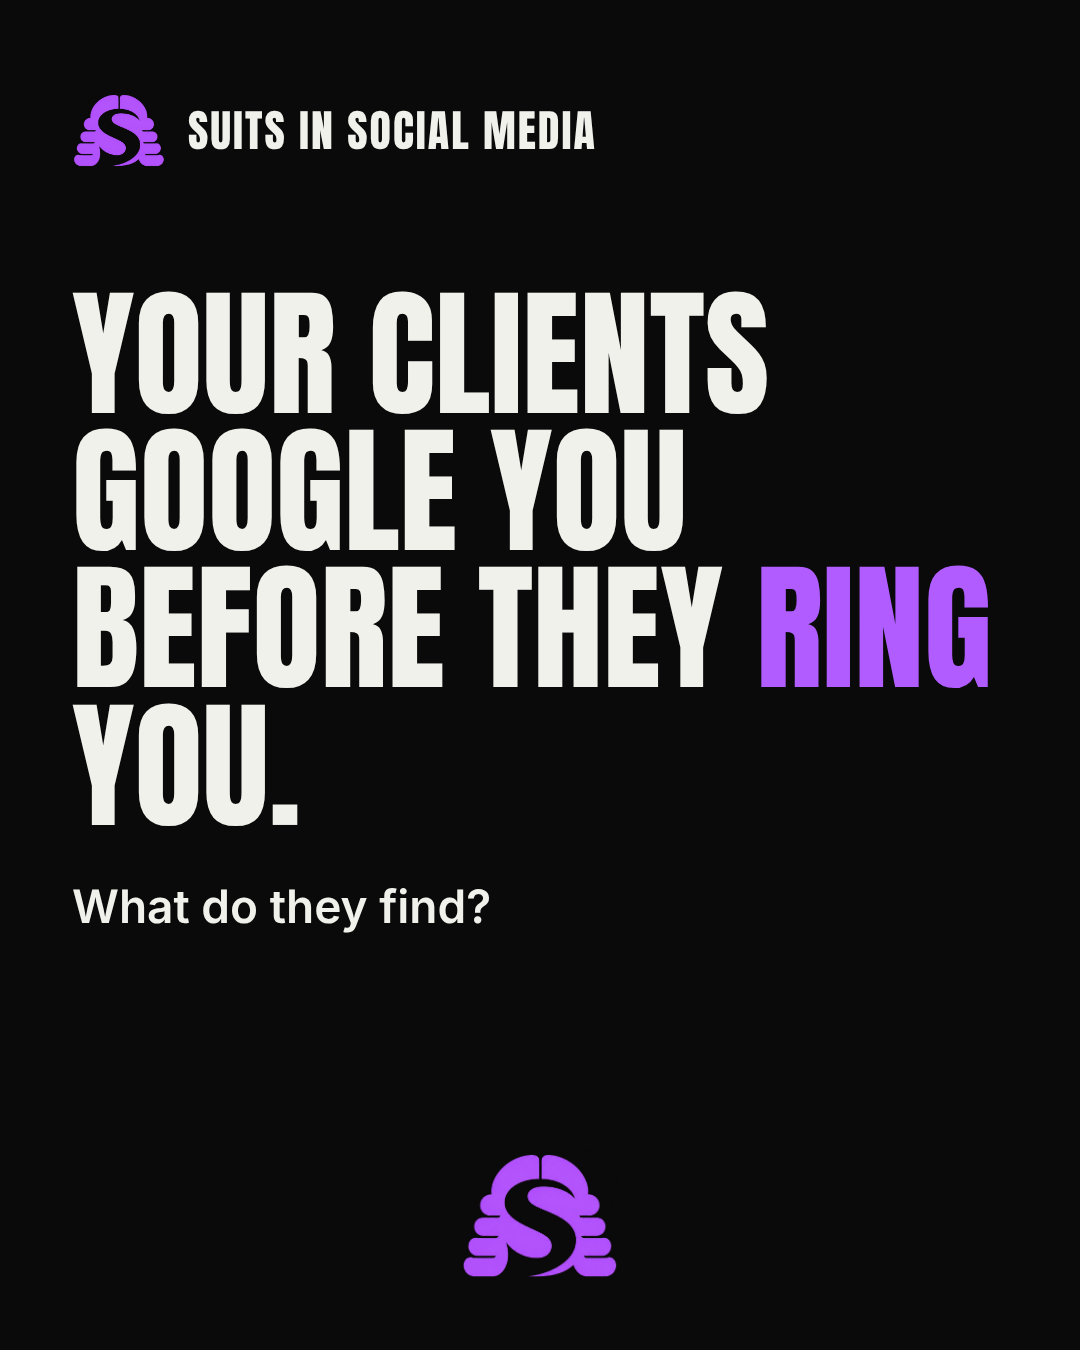 SUITS IN SOCIAL MEDIA
YOUR CLIENTS
GOOGLE YOU
BEFORE THEY RING
YOU.
What do they find?